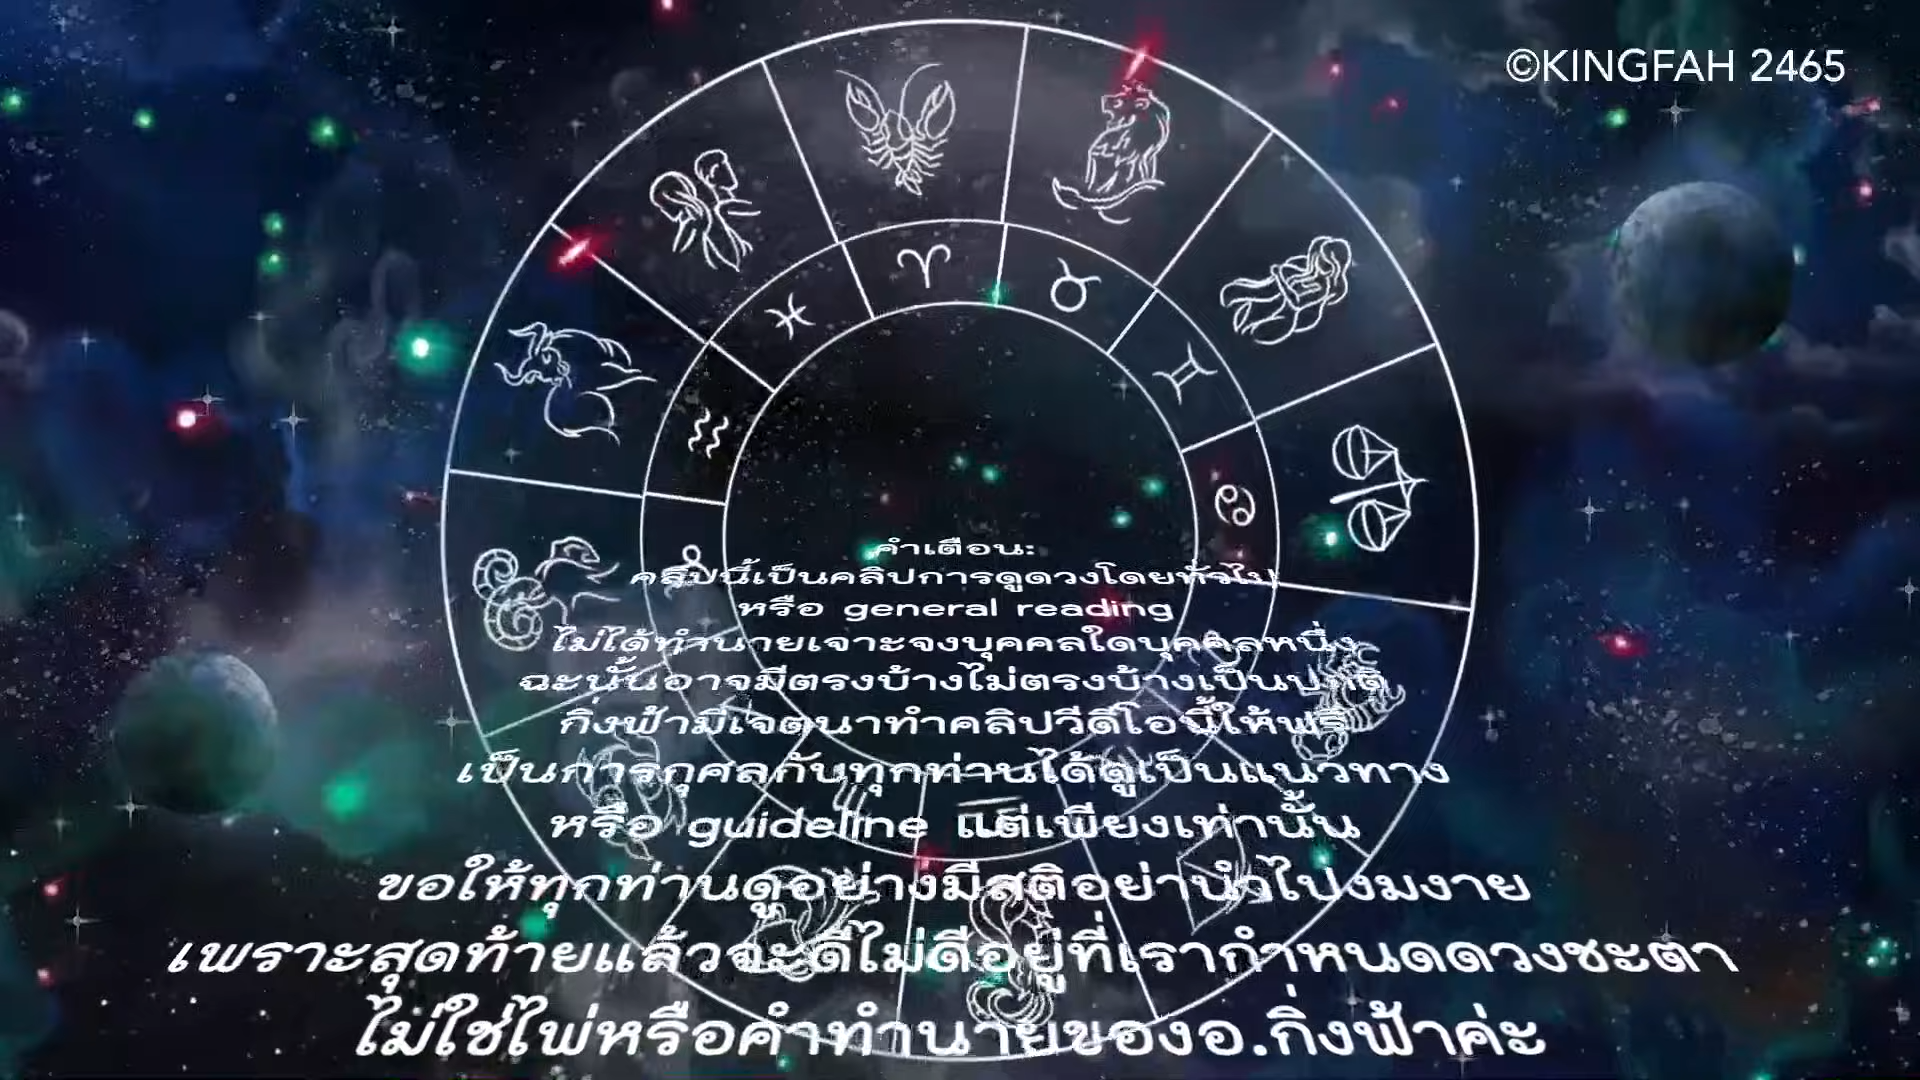 ©KINGFAH 2465
คำเตือน:
คลิปนี้เป็นคลิปการดูดวงโดยทั่วไป
หรือ general reading
ไม่ได้ทำนายเจาะจงบุคคลใดบุคคลหนึ่ง
ฉะนั้นอาจมีตรงบ้างไม่ตรงบ้างเป็นปกติ
กิ่งฟ้ามีเจตนาทำคลิปวีดีโอนี้ให้ฟรี
เป็นการกุศลกันทุกท่านได้ดูเป็นแนวทาง
หรือ guideline แต่เพียงเท่านั้น
ขอให้ทุกท่านดูอย่างมีสติอย่านำไปงมงาย
เพราะสุดท้ายแล้วจะดีไม่ดีอยู่ที่เรากำหนดดวงชะตา
ไม่ใช่ไพ่หรือคำทำนายของอ.กิ่งฟ้าค่ะ